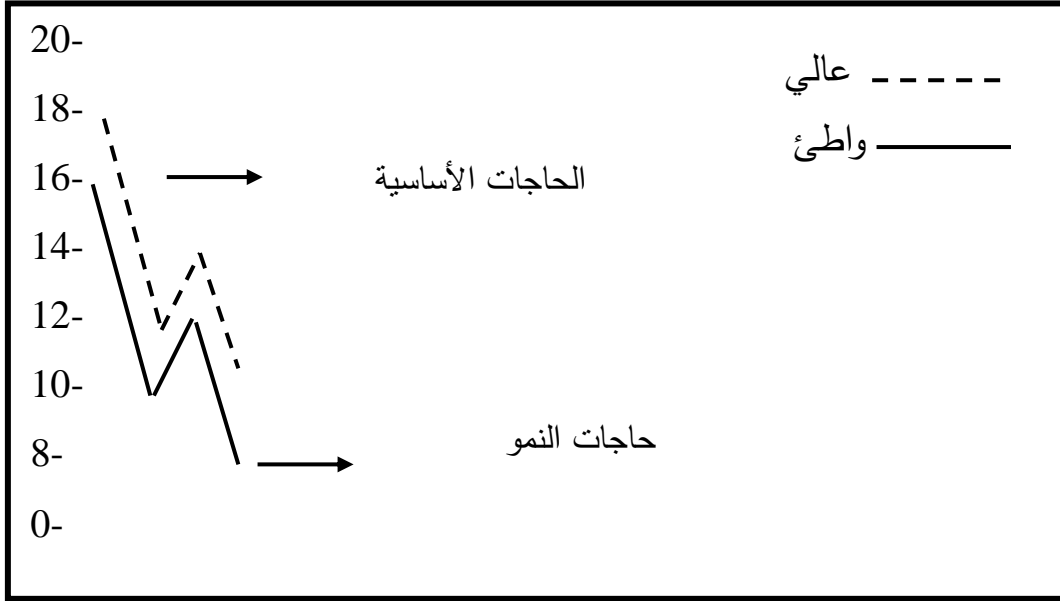 20-
عالي
18-
واطئ
16-
الحاجات الأساسية
14-
12-
10-
حاجات النمو
8-
0-